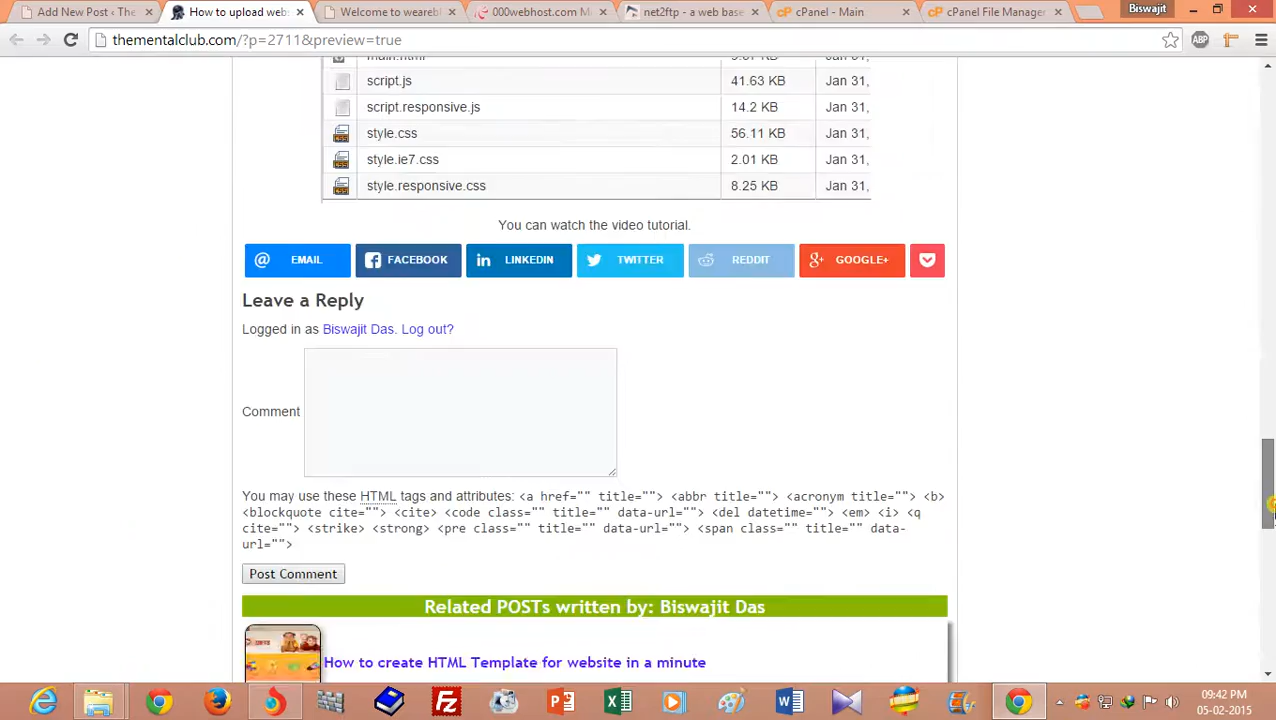 Add New Post ‹ The
How to upload web
Welcome to wearebl
000webhost.com M
net2ftp - a web base
cPanel - Main
cPanel File Manager
Biswajit
thementalclub.com/?p=2711&preview=true
script.js 41.63 KB Jan 31,
script.responsive.js 14.2 KB Jan 31,
style.css 56.11 KB Jan 31,
style.ie7.css 2.01 KB Jan 31,
style.responsive.css 8.25 KB Jan 31,
You can watch the video tutorial.
EMAIL FACEBOOK LINKEDIN TWITTER REDDIT GOOGLE+
Leave a Reply
Logged in as Biswajit Das. Log out?
Comment
You may use these HTML tags and attributes: <a href="" title=""> <abbr title=""> <acronym title=""> <b>
<blockquote cite=""> <cite> <code class="" title="" data-url=""> <del datetime=""> <em> <i> <q
cite=""> <strike> <strong> <pre class="" title="" data-url=""> <span class="" title="" data-
url="">
Post Comment
Related POSTs written by: Biswajit Das
How to create HTML Template for website in a minute
09:42 PM
05-02-2015